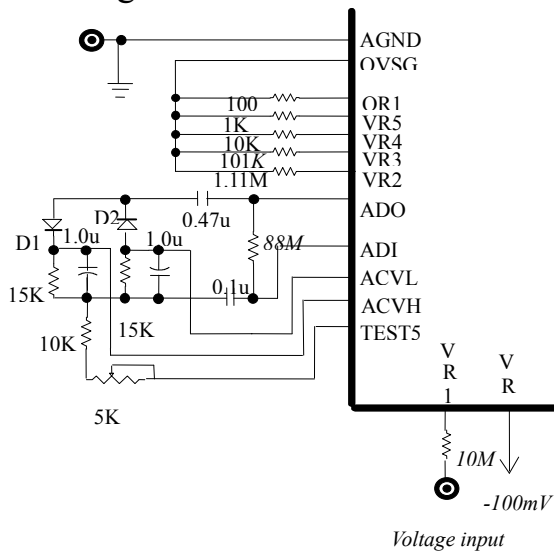 AGND
OVSG
OR1
100
VR5
1K
VR4
10K
VR3
101K
VR2
1.11M
ADO
D2
0.47u
D1
1.0u
1.0u
88M
ADI
0.1u
ACVL
15K
ACVH
15K
TEST5
10K
5K
V
R
1
V
R
10M
-100mV
Voltage input